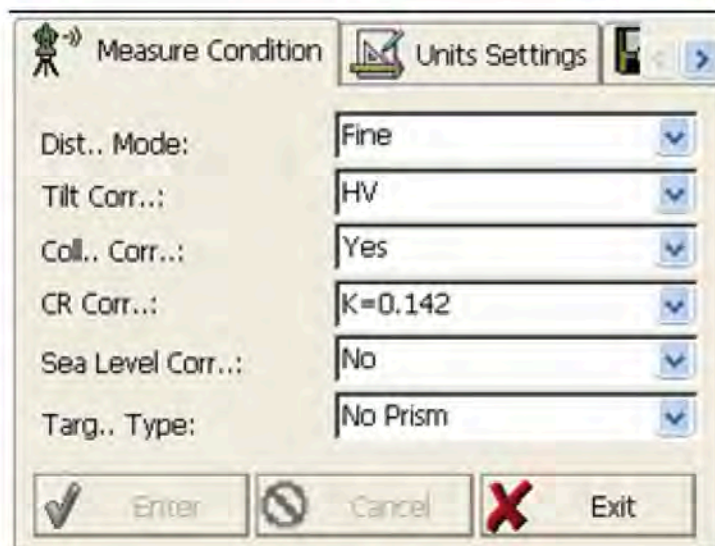 Measure Condition Units Settings
Dist.. Mode: Fine
Tilt Corr..: HV
Coll.. Corr..: Yes
CR Corr..: K=0.142
Sea Level Corr..: No
Targ.. Type: No Prism
Enter Cancel Exit